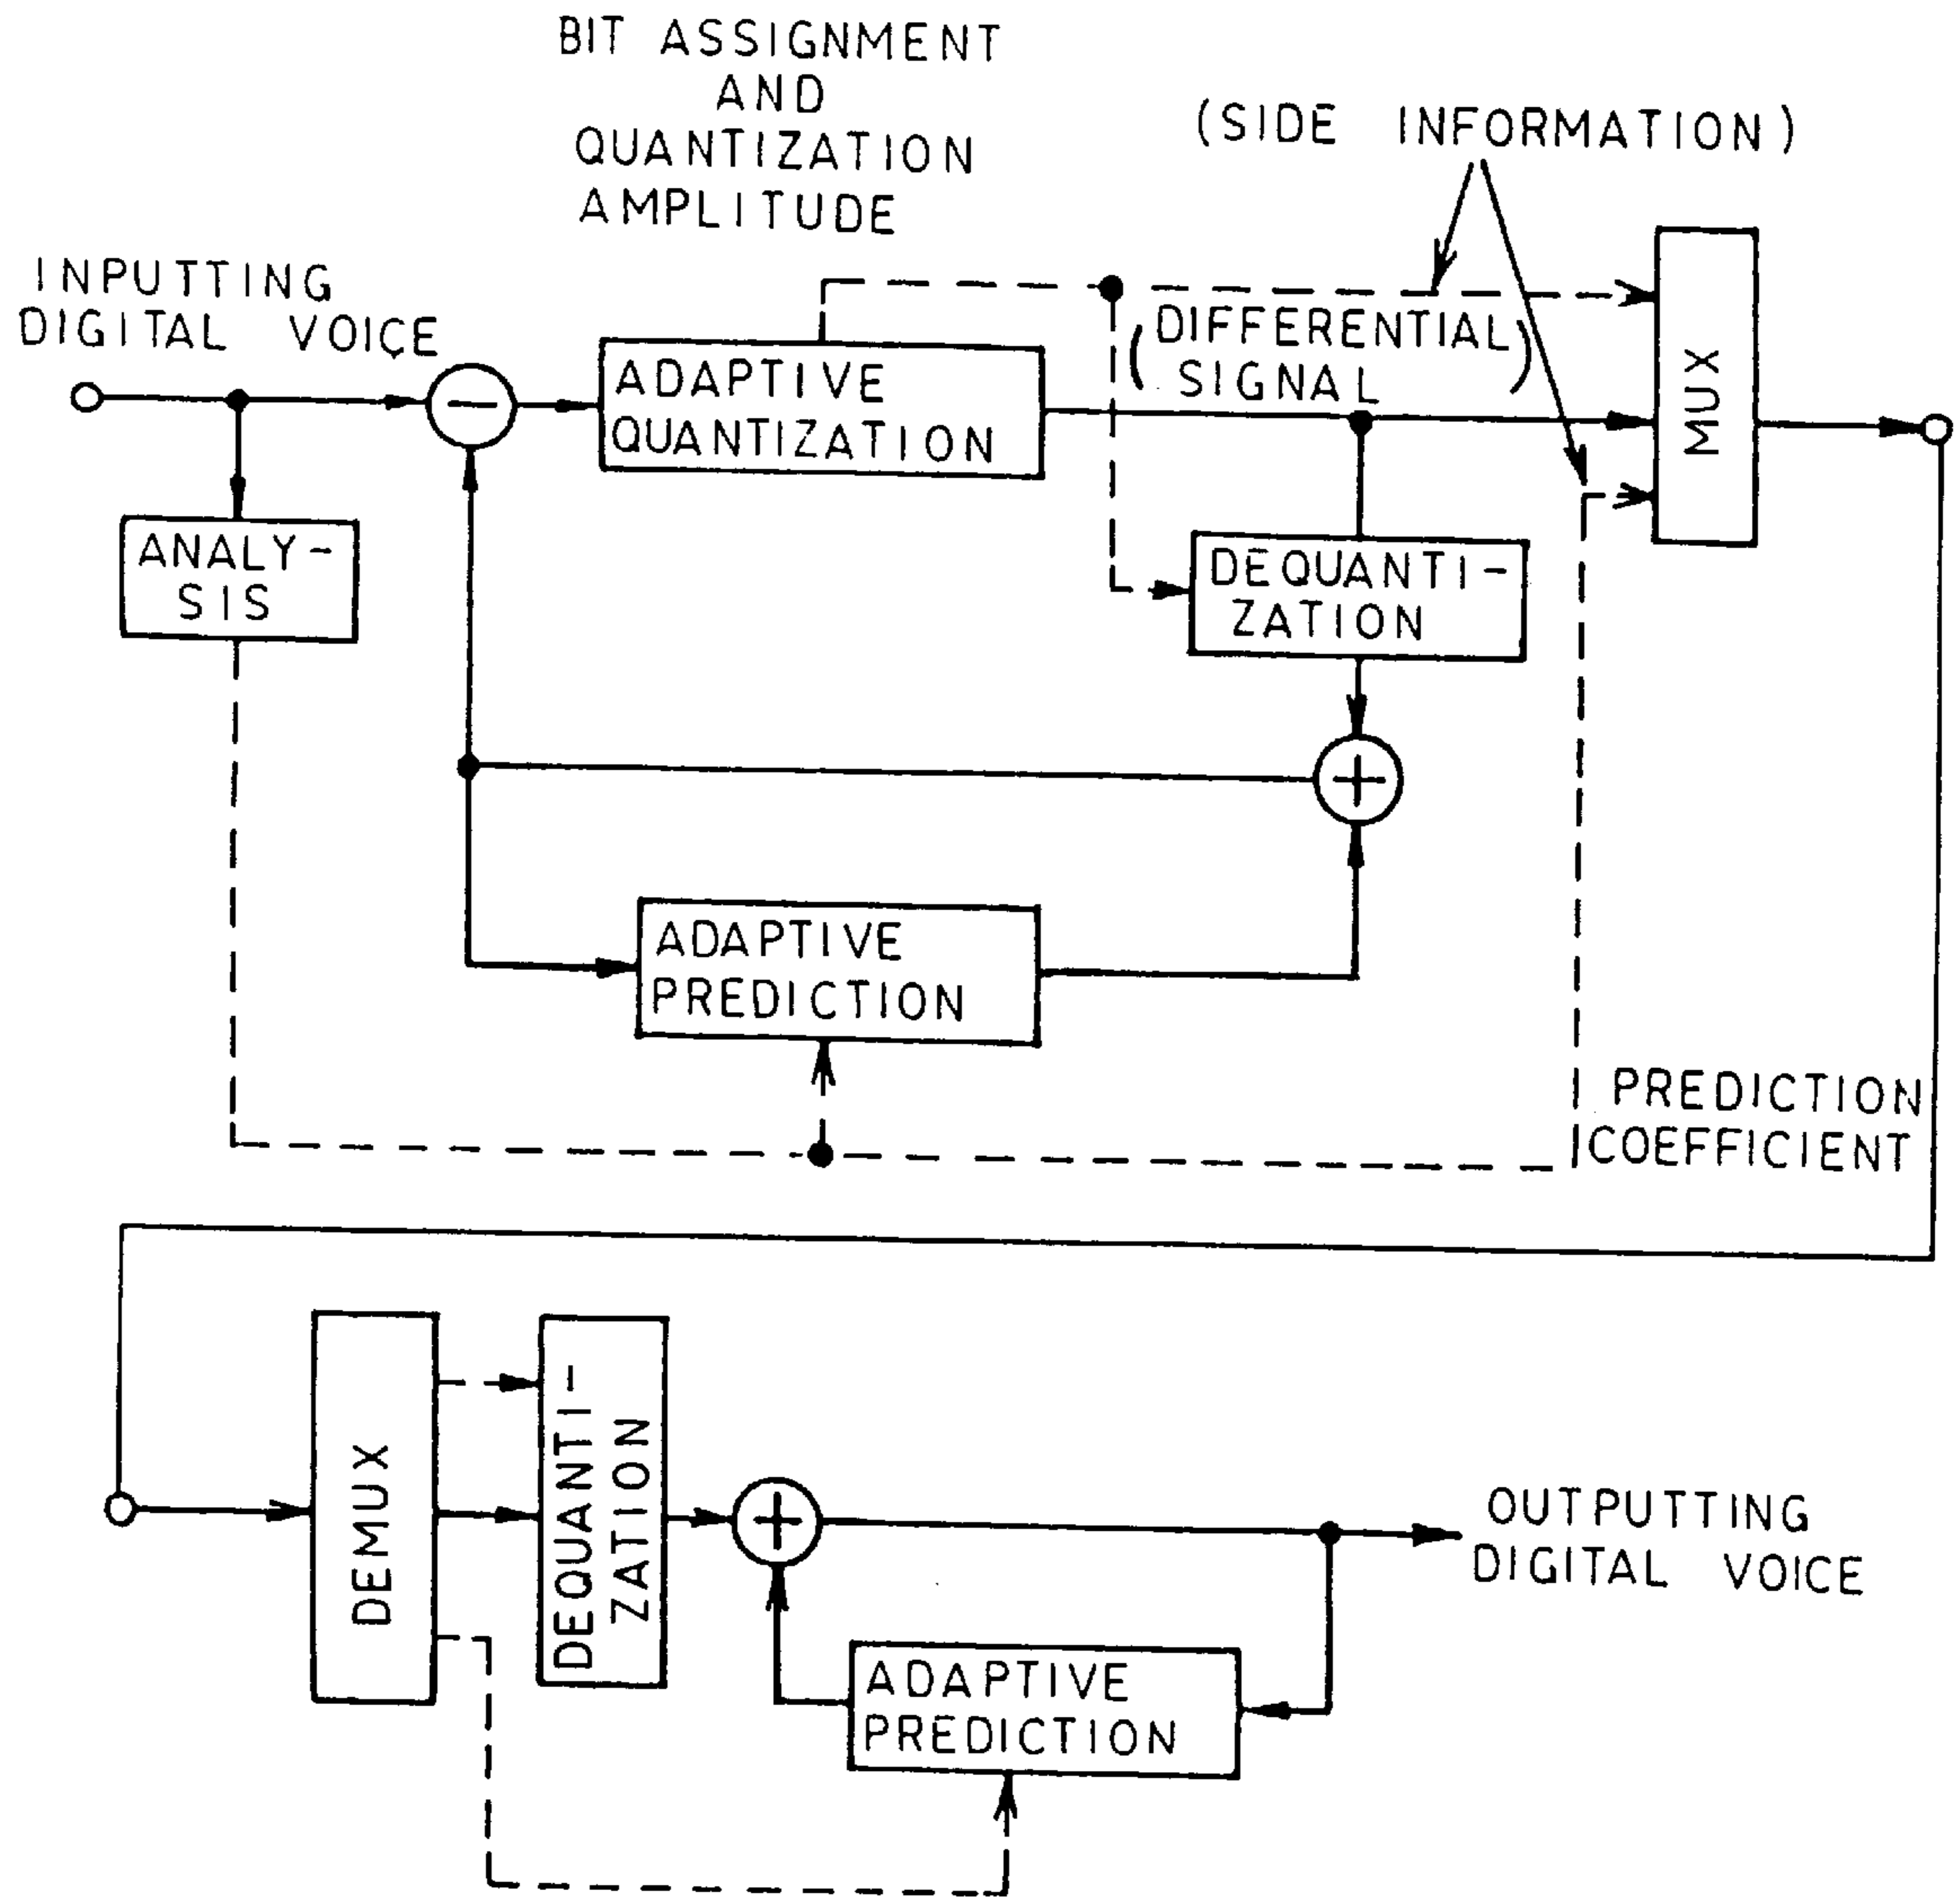 BIT ASSIGNMENT
AND
QUANTIZATION
AMPLITUDE
(SIDE INFORMATION)
INPUTTING
DIGITAL VOICE
(DIFFERENTIAL
SIGNAL)
ADAPTIVE
QUANTIZATION
MUX
ANALY-
SIS
DEQUANTI-
ZATION
ADAPTIVE
PREDICTION
PREDICTION
COEFFICIENT
DEMUX
DEQUANTI-
ZATION
OUTPUTTING
DIGITAL VOICE
ADAPTIVE
PREDICTION